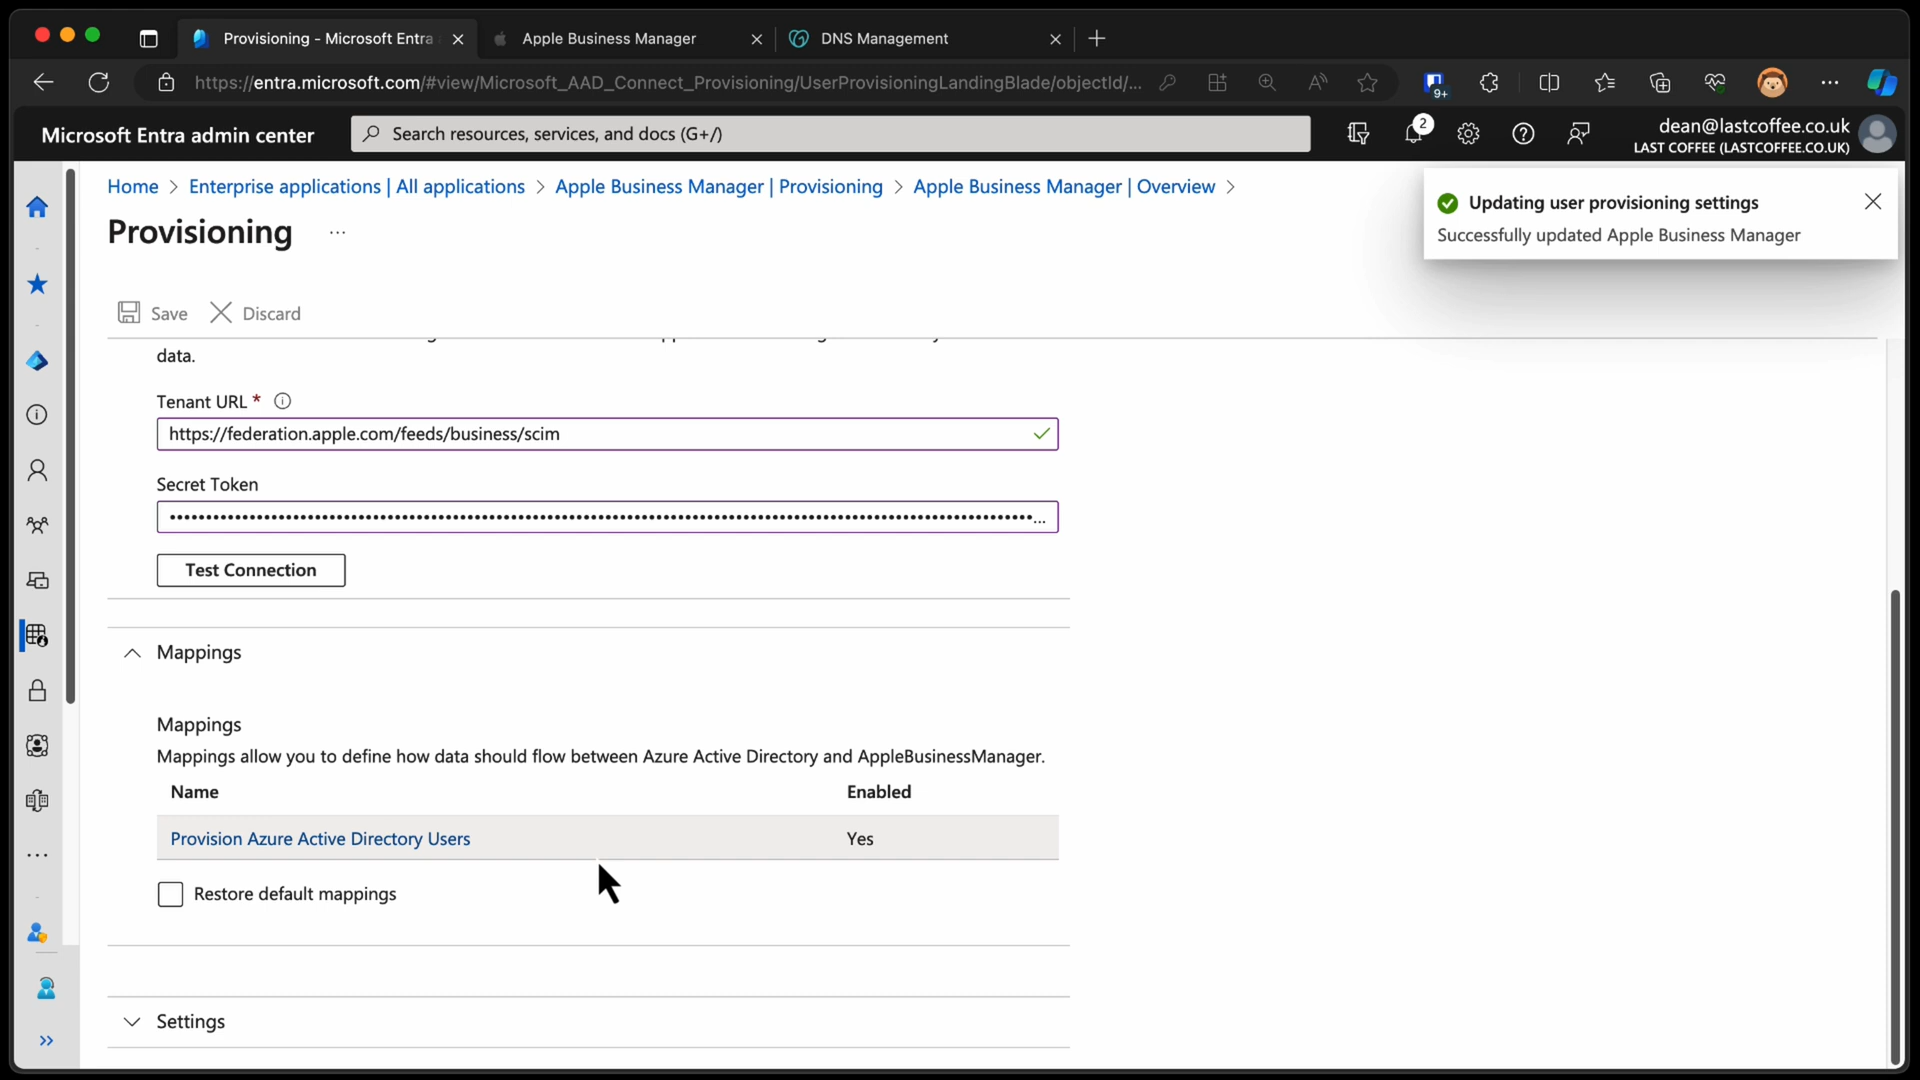 Provisioning - Microsoft Entra
Apple Business Manager
DNS Management
https://entra.microsoft.com/#view/Microsoft_AAD_Connect_Provisioning/UserProvisioningLandingBlade/objectId/...
9+
Microsoft Entra admin center
Search resources, services, and docs (G+/)
2
dean@lastcoffee.co.uk
LAST COFFEE (LASTCOFFEE.CO.UK)
Home > Enterprise applications | All applications > Apple Business Manager | Provisioning > Apple Business Manager | Overview >
Updating user provisioning settings
Successfully updated Apple Business Manager
Provisioning ...
Save Discard
data.
Tenant URL *
https://federation.apple.com/feeds/business/scim
Secret Token
Test Connection
Mappings
Mappings
Mappings allow you to define how data should flow between Azure Active Directory and AppleBusinessManager.
Name Enabled
Provision Azure Active Directory Users Yes
Restore default mappings
Settings